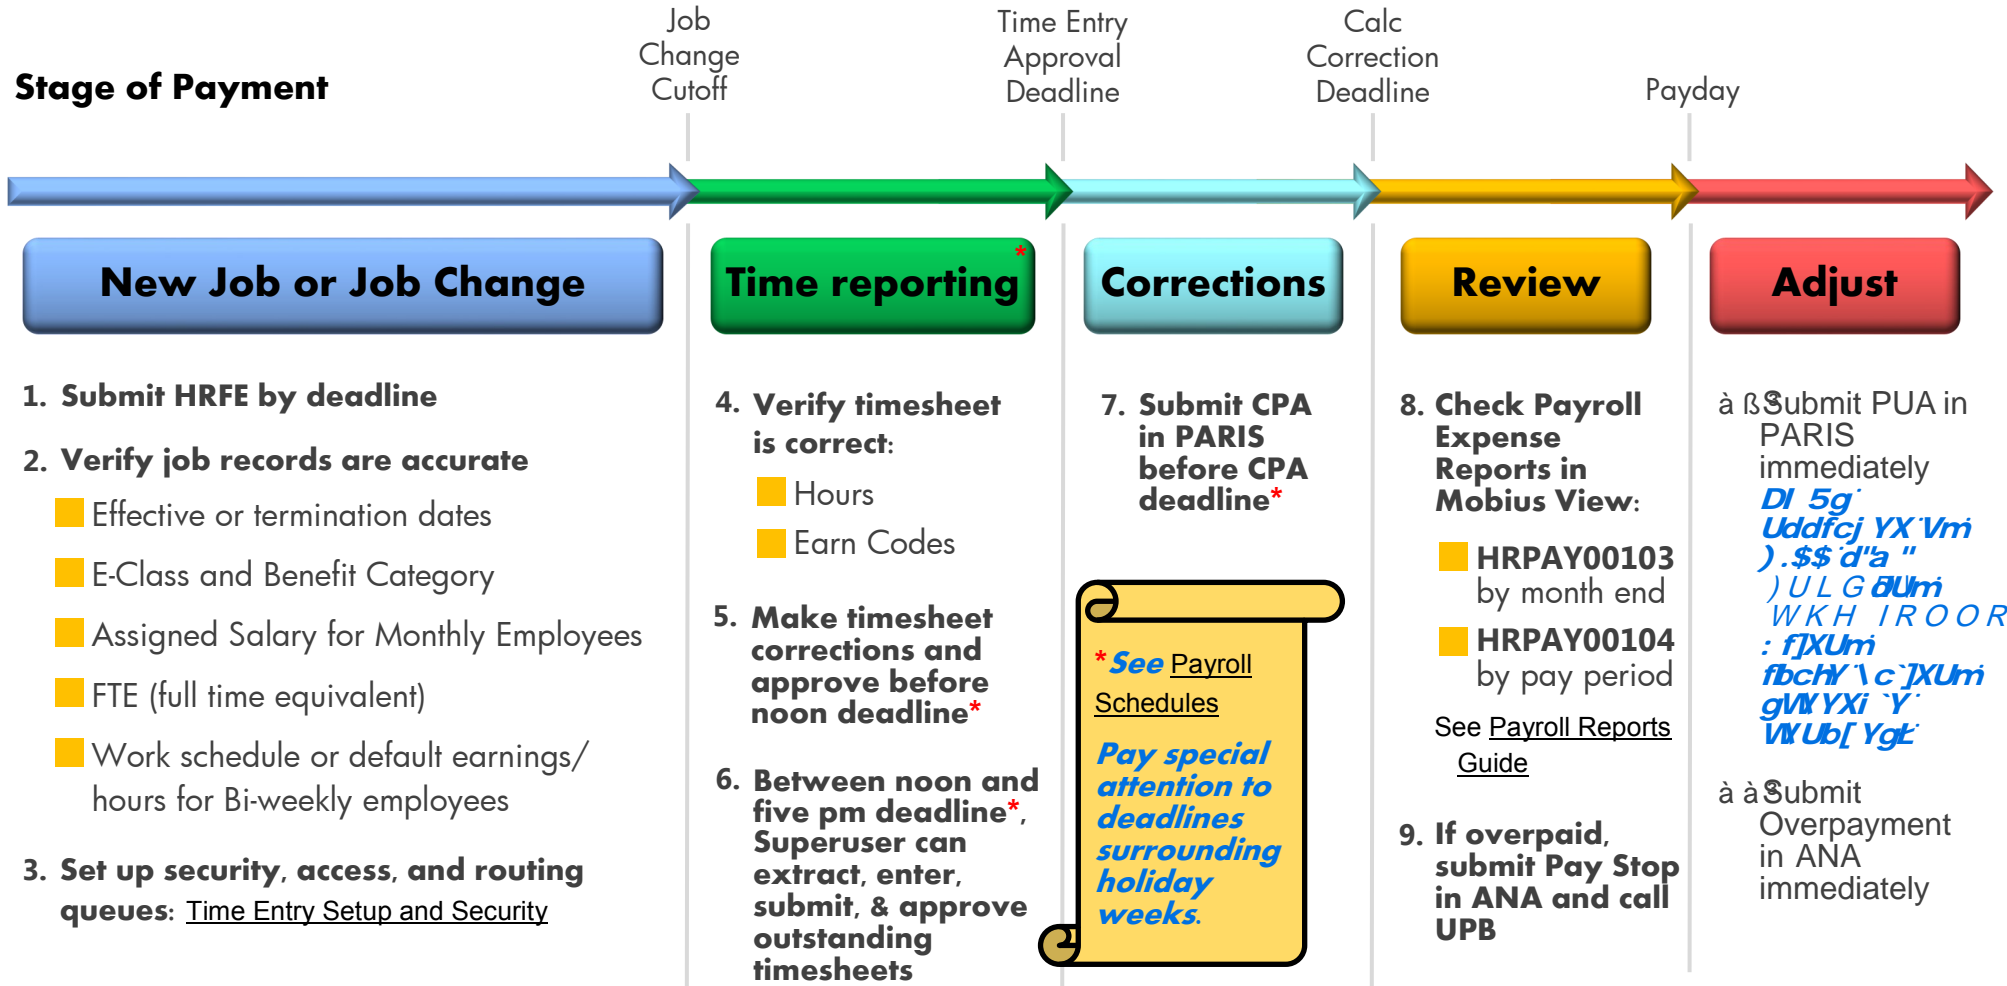 Stage of Payment
Job
Change
Cutoff
Time Entry
Approval
Deadline
Calc
Correction
Deadline
Payday
New Job or Job Change
1. Submit HRFE by deadline
2. Verify job records are accurate
Effective or termination dates
E-Class and Benefit Category
Assigned Salary for Monthly Employees
FTE (full time equivalent)
Work schedule or default earnings/
hours for Bi-weekly employees
3. Set up security, access, and routing
queues: Time Entry Setup and Security
Time reporting*
4. Verify timesheet
is correct:
Hours
Earn Codes
5. Make timesheet
corrections and
approve before
noon deadline*
6. Between noon and
five pm deadline*,
Superuser can
extract, enter,
submit, & approve
outstanding
timesheets
Corrections
7. Submit CPA
in PARIS
before CPA
deadline*
*See Payroll
Schedules
Pay special
attention to
deadlines
surrounding
holiday
weeks.
Review
8. Check Payroll
Expense
Reports in
Mobius View:
HRPAY00103
by month end
HRPAY00104
by pay period
See Payroll Reports
Guide
9. If overpaid,
submit Pay Stop
in ANA and call
UPB
Adjust
Submit PUA in
PARIS
immediately
Submit
Overpayment
in ANA
immediately